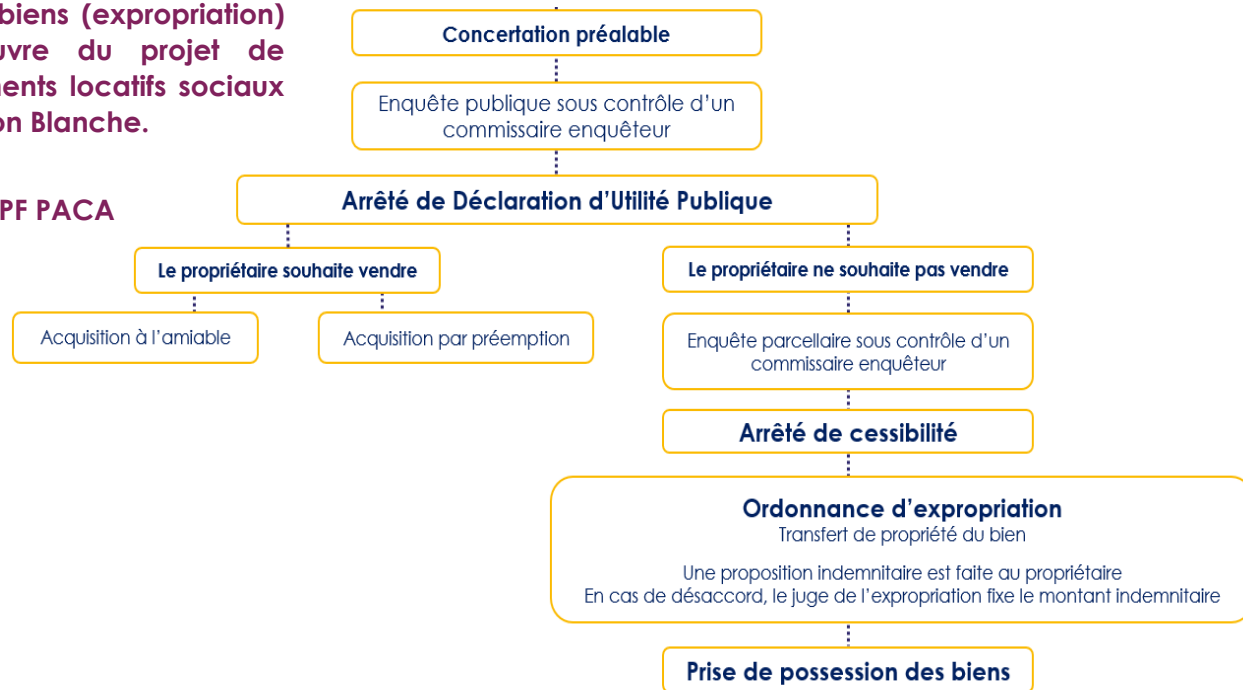 biens (expropriation)
du projet de
locatifs sociaux
Blanche.
PACA
Concertation préalable
Enquête publique sous contrôle d’un
commissaire enquêteur
Arrêté de Déclaration d’Utilité Publique
Le propriétaire souhaite vendre
Le propriétaire ne souhaite pas vendre
Acquisition à l’amiable
Acquisition par préemption
Enquête parcellaire sous contrôle d’un
commissaire enquêteur
Arrêté de cessibilité
Ordonnance d’expropriation
Transfert de propriété du bien
Une proposition indemnitaire est faite au propriétaire
En cas de désaccord, le juge de l’expropriation fixe le montant indemnitaire
Prise de possession des biens